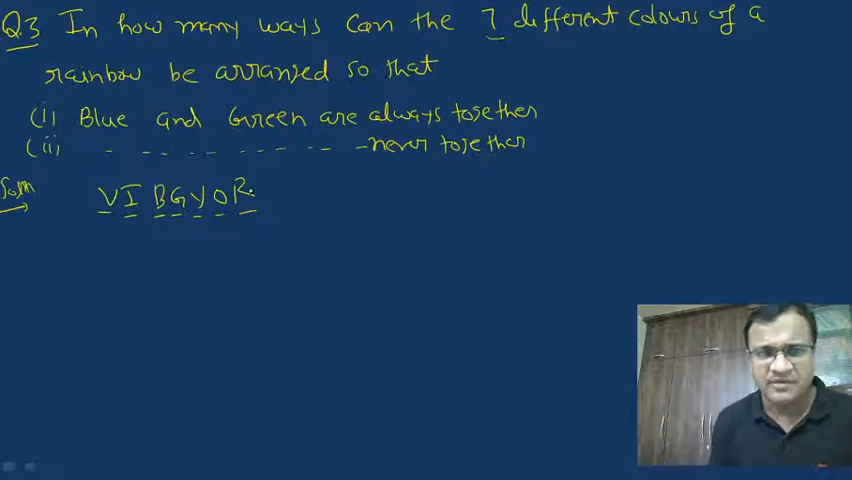 Q.3 In how many ways can the 7 different colours of a
rainbow be arranged so that
(i) Blue and Green are always together
(ii) - - - - - - - - - - never together
Soln VIBGYOR